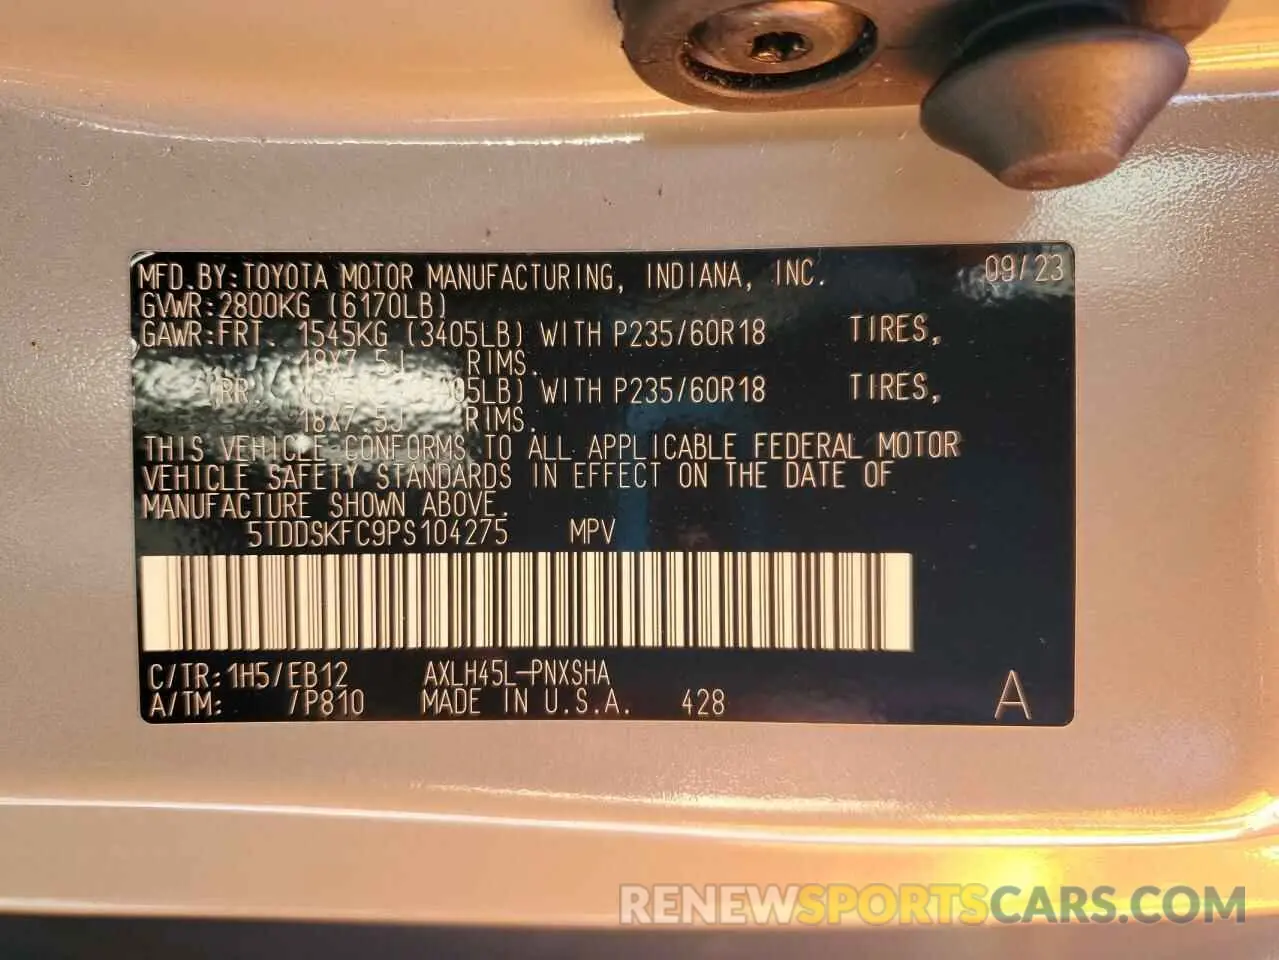 MFD.BY:TOYOTA MOTOR MANUFACTURING, INDIANA, INC. 09/23
GVWR:2800KG (6170LB)
GAWR:FRT. 1545KG (3405LB) WITH P235/60R18 TIRES,
18X7.5J RIMS.
RR. 1545KG (3405LB) WITH P235/60R18 TIRES,
18X7.5J RIMS.
THIS VEHICLE CONFORMS TO ALL APPLICABLE FEDERAL MOTOR
VEHICLE SAFETY STANDARDS IN EFFECT ON THE DATE OF
MANUFACTURE SHOWN ABOVE.
5TDDSKFC9PS104275 MPV
C/TR:1H5/EB12 AXLH45L-PNXSHA
A/TM: /P810 MADE IN U.S.A. 428 A
RENEWSPORTSCARS.COM